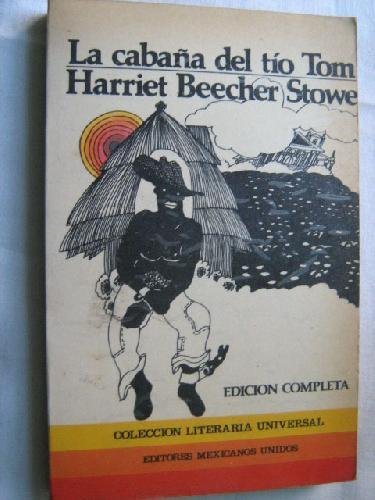 La cabaña del tío Tom
Harriet Beecher Stowe
EDICION COMPLETA
COLECCION LITERARIA UNIVERSAL
EDITORES MEXICANOS UNIDOS